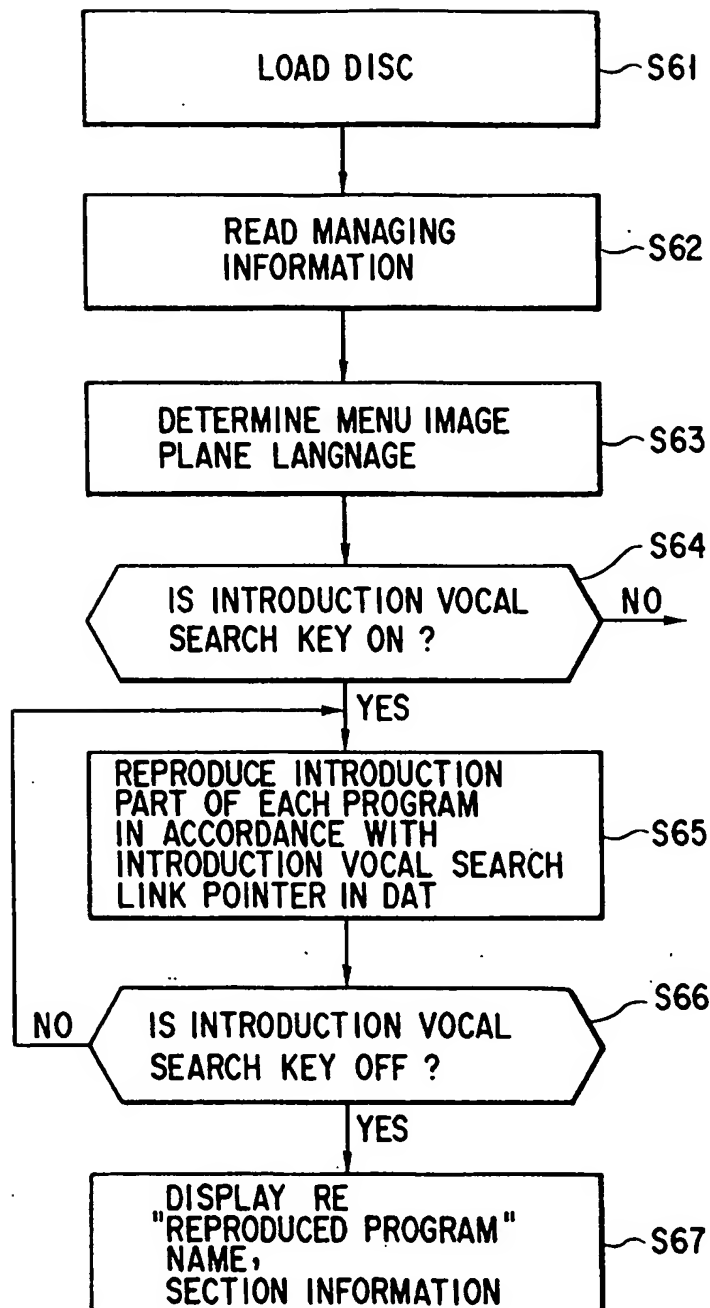 LOAD DISC
S61
READ MANAGING
INFORMATION
S62
DETERMINE MENU IMAGE
PLANE LANGNAGE
S63
S64
IS INTRODUCTION VOCAL
SEARCH KEY ON ?
NO
YES
REPRODUCE INTRODUCTION
PART OF EACH PROGRAM
IN ACCORDANCE WITH
INTRODUCTION VOCAL SEARCH
LINK POINTER IN DAT
S65
S66
NO
IS INTRODUCTION VOCAL
SEARCH KEY OFF ?
YES
DISPLAY RE
"REPRODUCED PROGRAM"
NAME,
SECTION INFORMATION
S67